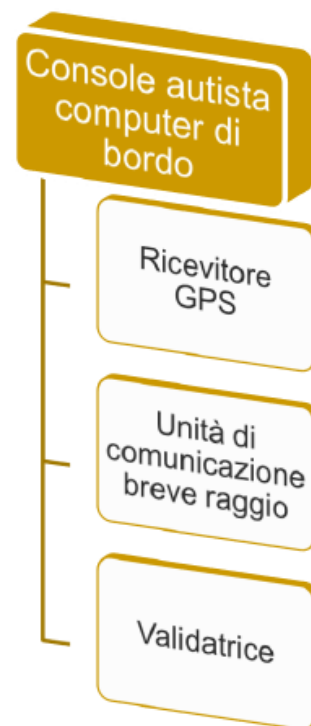 Console autista
computer di
bordo
Ricevitore
GPS
Unità di
comunicazione
breve raggio
Validatrice